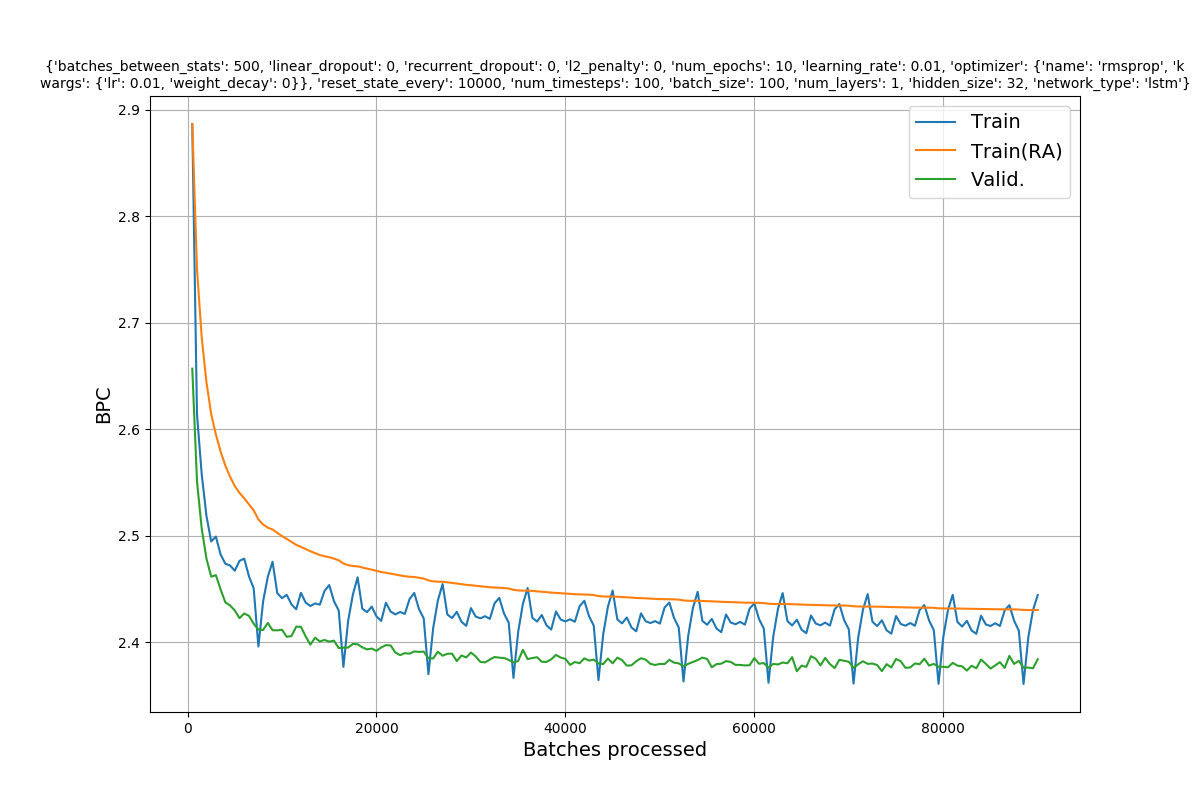 {'batches_between_stats': 500, 'linear_dropout': 0, 'recurrent_dropout': 0, 'l2_penalty': 0, 'num_epochs': 10, 'learning_rate': 0.01, 'optimizer': {'name': 'rmsprop', 'k
wargs': {'lr': 0.01, 'weight_decay': 0}}, 'reset_state_every': 10000, 'num_timesteps': 100, 'batch_size': 100, 'num_layers': 1, 'hidden_size': 32, 'network_type': 'lstm'}
2.9
2.8
2.7
2.6
2.5
2.4
BPC
Train
Train(RA)
Valid.
0 20000 40000 60000 80000
Batches processed